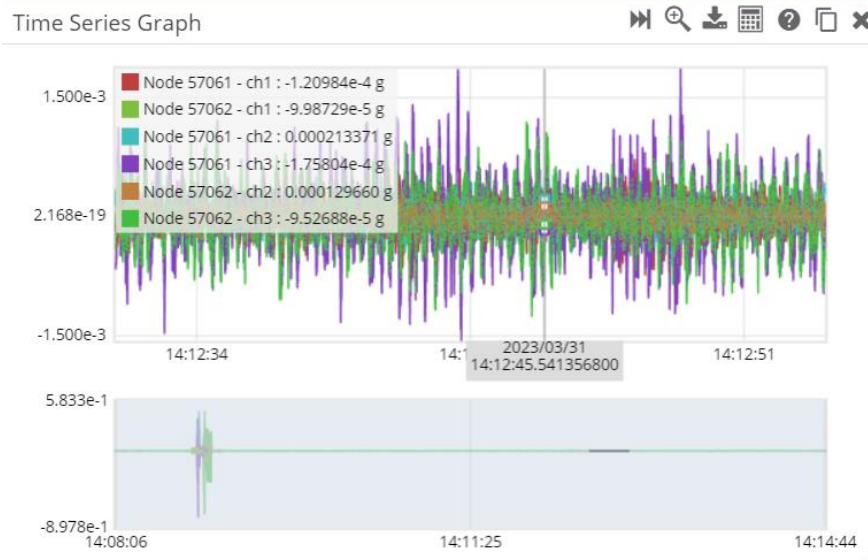 Time Series Graph
1.500e-3
2.168e-19
-1.500e-3
Node 57061 - ch1 : -1.20984e-4 g
Node 57062 - ch1 : -9.98729e-5 g
Node 57061 - ch2 : 0.000213371 g
Node 57061 - ch3 : -1.75804e-4 g
Node 57062 - ch2 : 0.000129660 g
Node 57062 - ch3 : -9.52688e-5 g
14:12:34
2023/03/31
14:12:45.541356800
14:12:51
5.833e-1
-8.978e-1
14:08:06
14:11:25
14:14:44